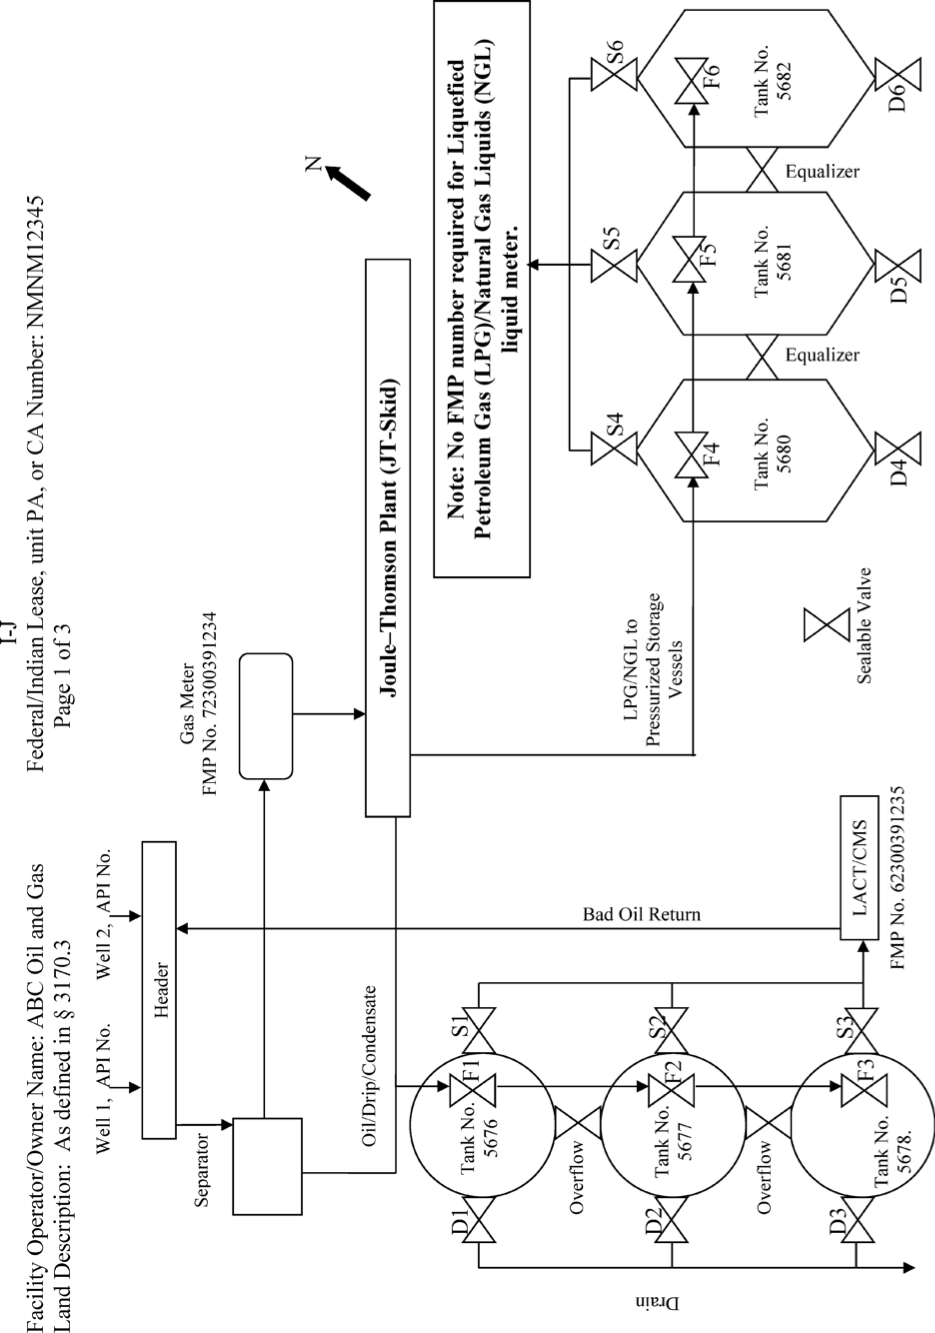 I-J
Facility Operator/Owner Name: ABC Oil and Gas
Federal/Indian Lease, unit PA, or CA Number: NMNM12345
Land Description: As defined in § 3170.3
Page 1 of 3
Well 1, API No.
Well 2, API No.
Header
Separator
Gas Meter
FMP No. 72300391234
N
Joule–Thomson Plant (JT-Skid)
Oil/Drip/Condensate
Bad Oil Return
Note: No FMP number required for Liquefied
Petroleum Gas (LPG)/Natural Gas Liquids (NGL)
liquid meter.
D1
Tank No.
5676
F1
S1
Overflow
D2
Tank No.
5677
F2
S2
Overflow
D3
Tank No.
5678.
F3
S3
Drain
LACT/CMS
FMP No. 62300391235
LPG/NGL to
Pressurized Storage
Vessels
S4
F4
Tank No.
5680
D4
Equalizer
S5
F5
Tank No.
5681
D5
Equalizer
S6
F6
Tank No.
5682
D6
Sealable Valve